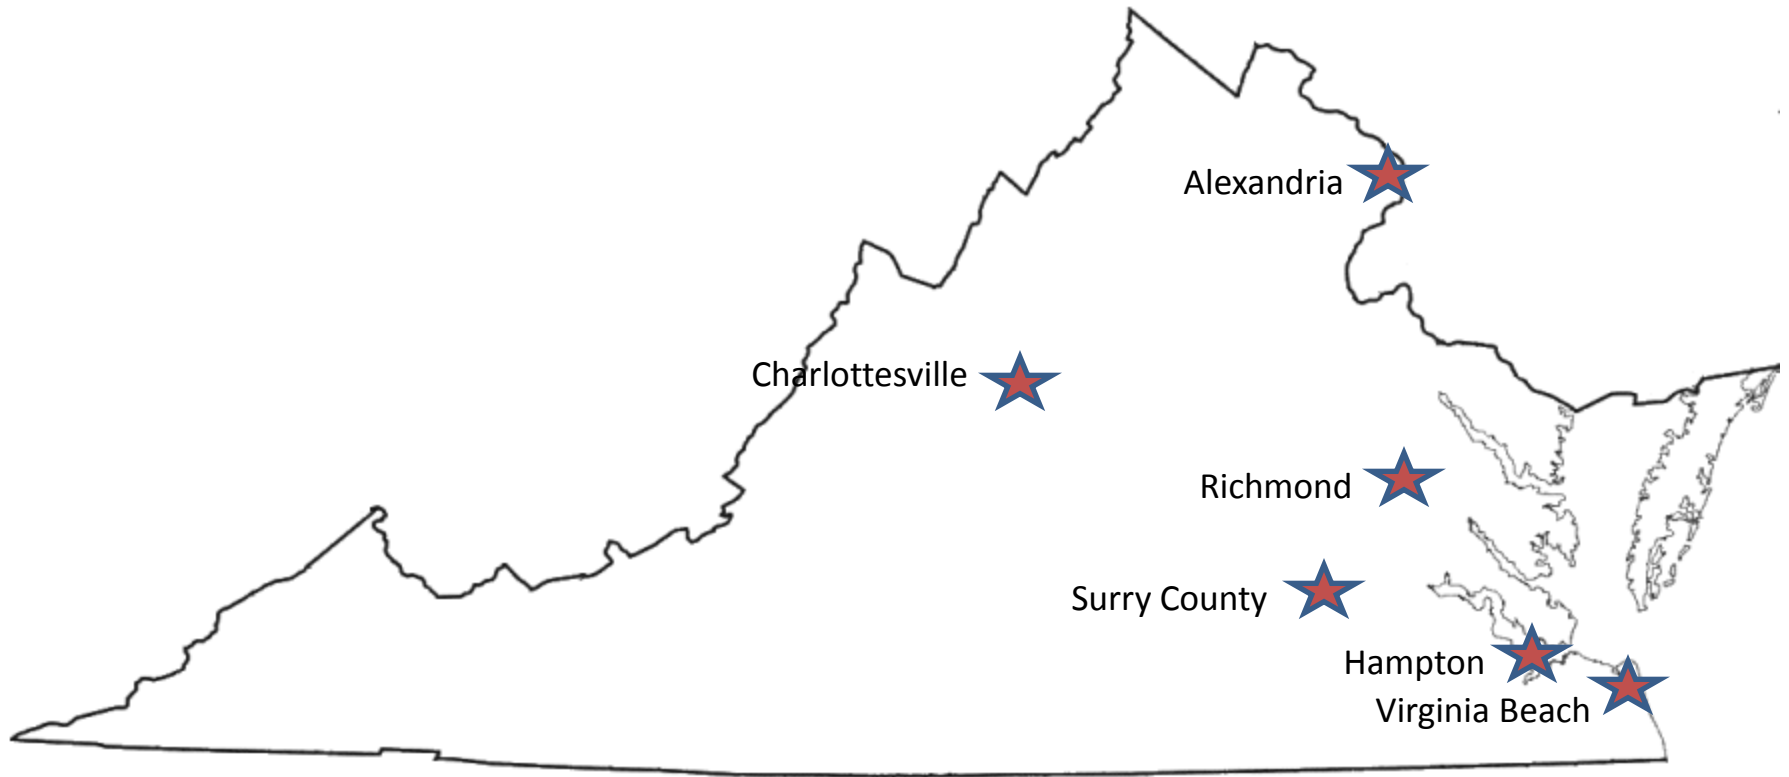 Alexandria
Charlottesville
Richmond
Surry County
Hampton
Virginia Beach